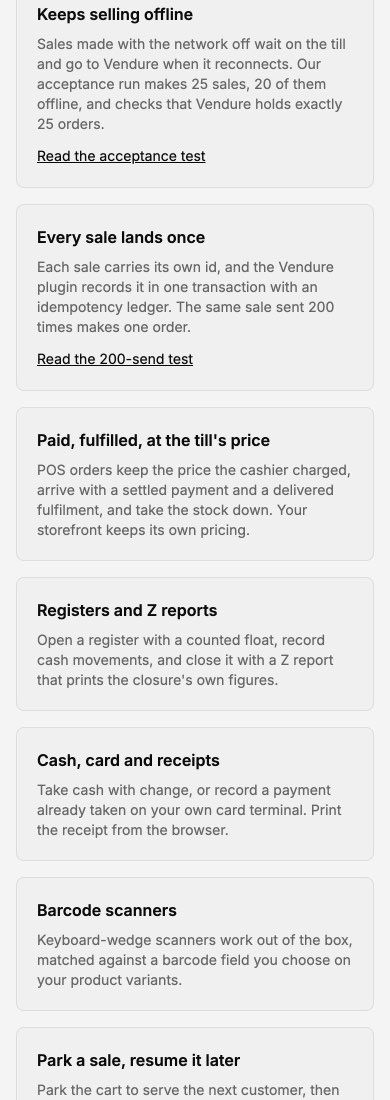 Keeps selling offline
Sales made with the network off wait on the till
and go to Vendure when it reconnects. Our
acceptance run makes 25 sales, 20 of them
offline, and checks that Vendure holds exactly
25 orders.
Read the acceptance test
Every sale lands once
Each sale carries its own id, and the Vendure
plugin records it in one transaction with an
idempotency ledger. The same sale sent 200
times makes one order.
Read the 200-send test
Paid, fulfilled, at the till's price
POS orders keep the price the cashier charged,
arrive with a settled payment and a delivered
fulfilment, and take the stock down. Your
storefront keeps its own pricing.
Registers and Z reports
Open a register with a counted float, record
cash movements, and close it with a Z report
that prints the closure's own figures.
Cash, card and receipts
Take cash with change, or record a payment
already taken on your own card terminal. Print
the receipt from the browser.
Barcode scanners
Keyboard-wedge scanners work out of the box,
matched against a barcode field you choose on
your product variants.
Park a sale, resume it later
Park the cart to serve the next customer, then